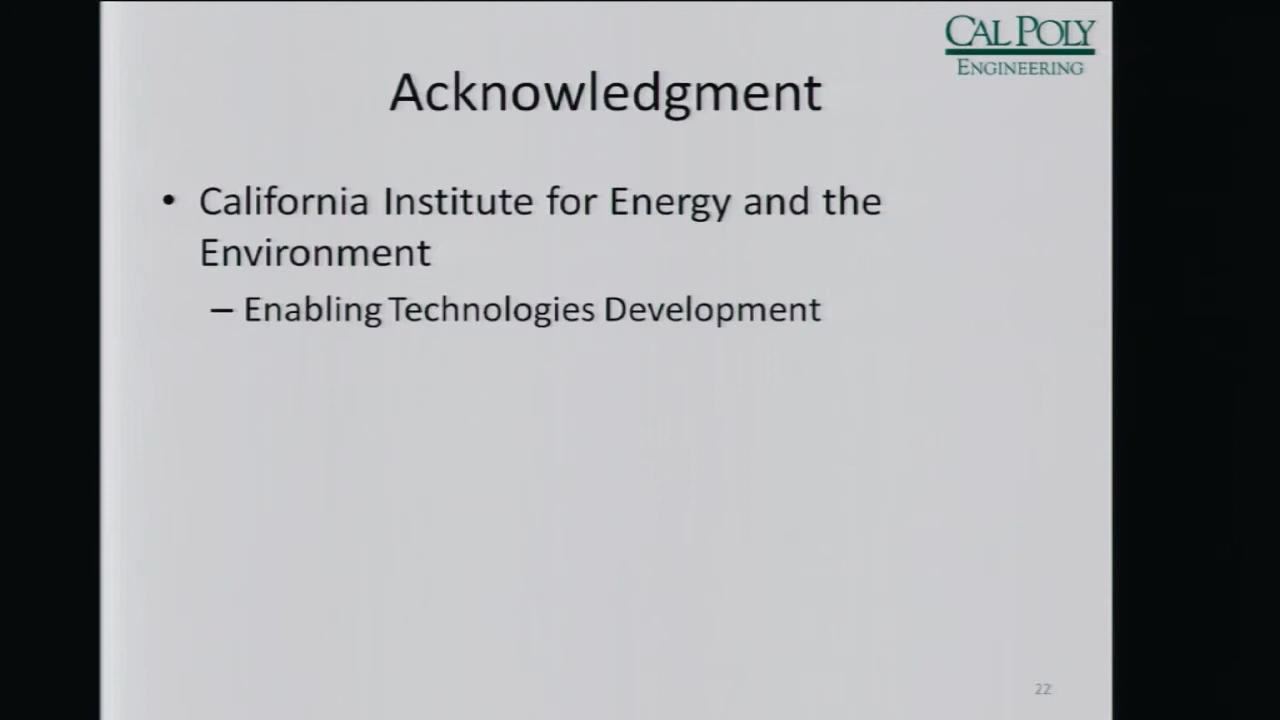 CAL POLY
ENGINEERING
Acknowledgment
• California Institute for Energy and the
Environment
– Enabling Technologies Development
22